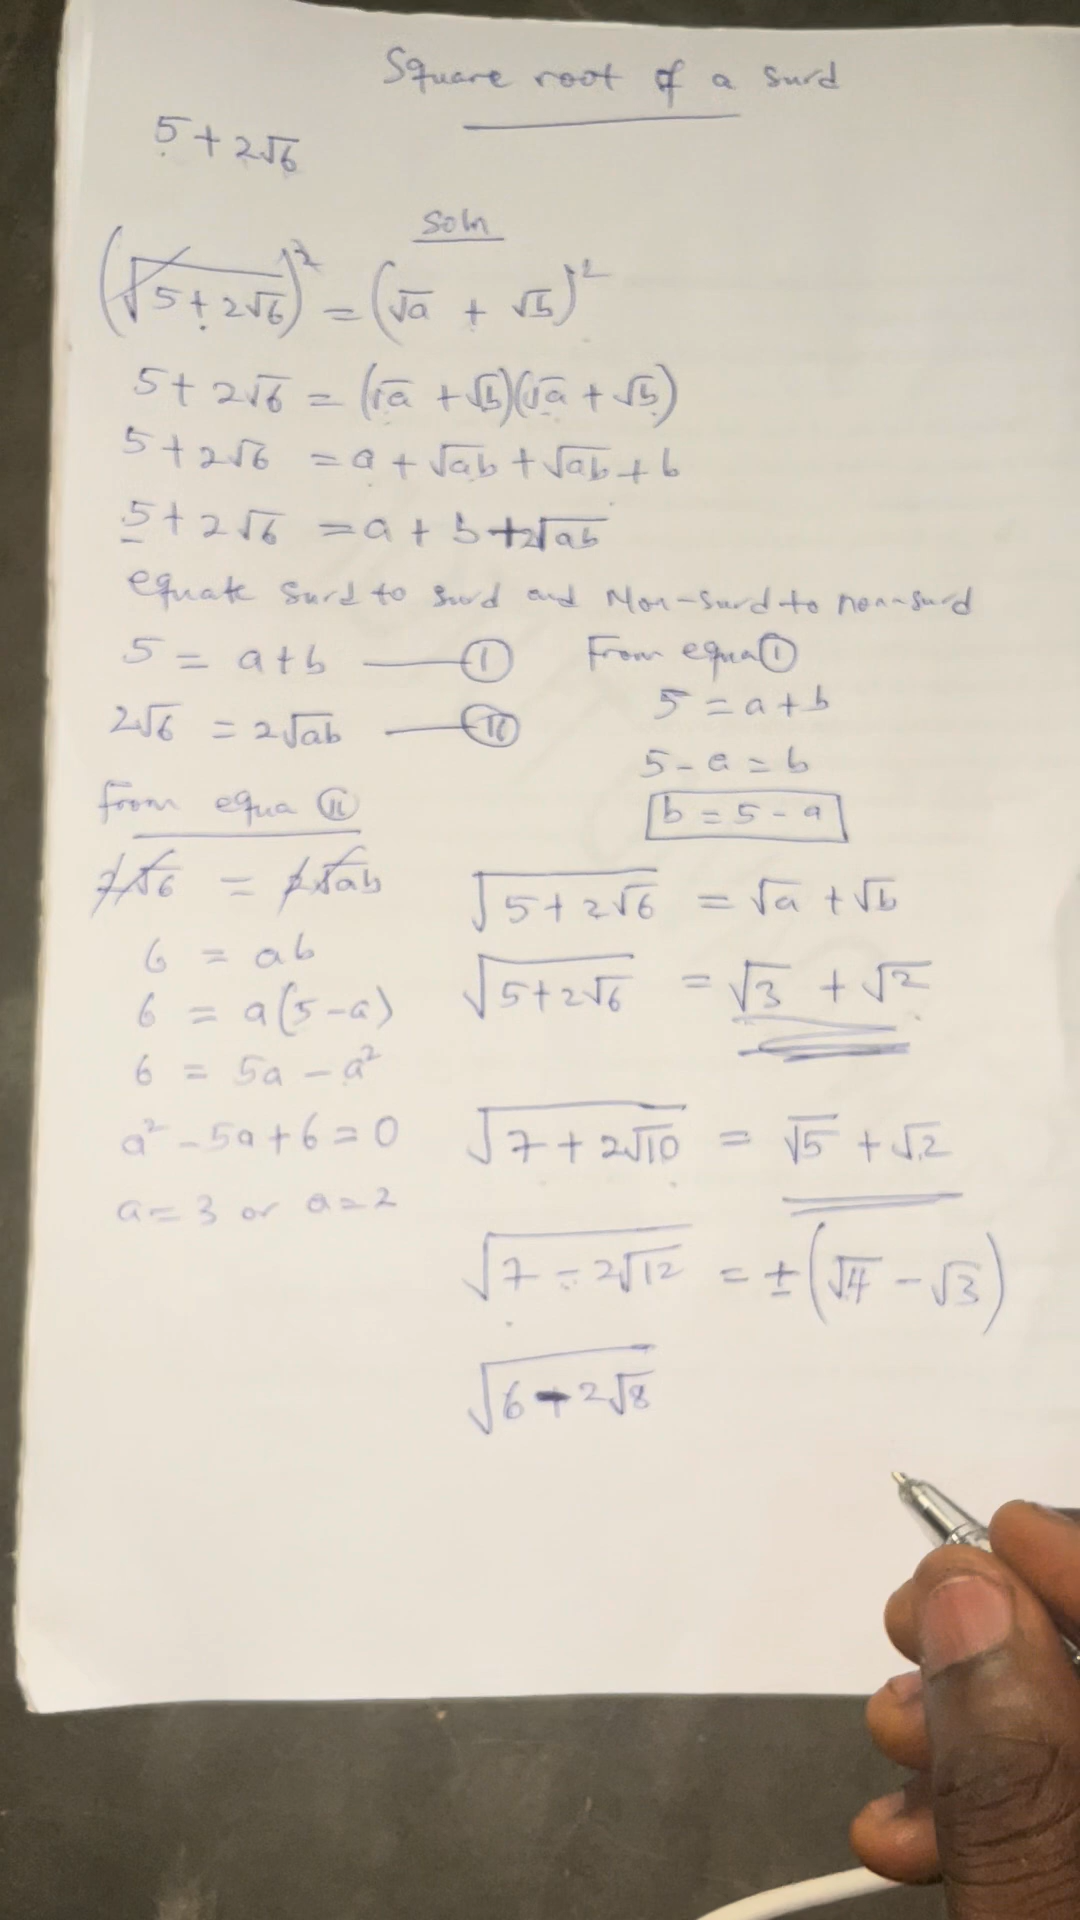 Square root of a surd
5 + 2√6
Soln
(√(5 + 2√6))² = (√a + √b)²
5 + 2√6 = (√a + √b)(√a + √b)
5 + 2√6 = a + √ab + √ab + b
5 + 2√6 = a + b + 2√ab
equate surd to surd and Non-surd to non-surd
5 = a + b —— (I)
2√6 = 2√ab —— (II)
From equa (II)
2√6 = 2√ab
6 = ab
6 = a(5 - a)
6 = 5a - a²
a² - 5a + 6 = 0
a = 3 or a = 2
From equa (I)
5 = a + b
5 - a = b
b = 5 - a
√(5 + 2√6) = √a + √b
√(5 + 2√6) = √3 + √2
√(7 + 2√10) = √5 + √2
√(7 - 2√12) = ±(√4 - √3)
√(6 - 2√8)